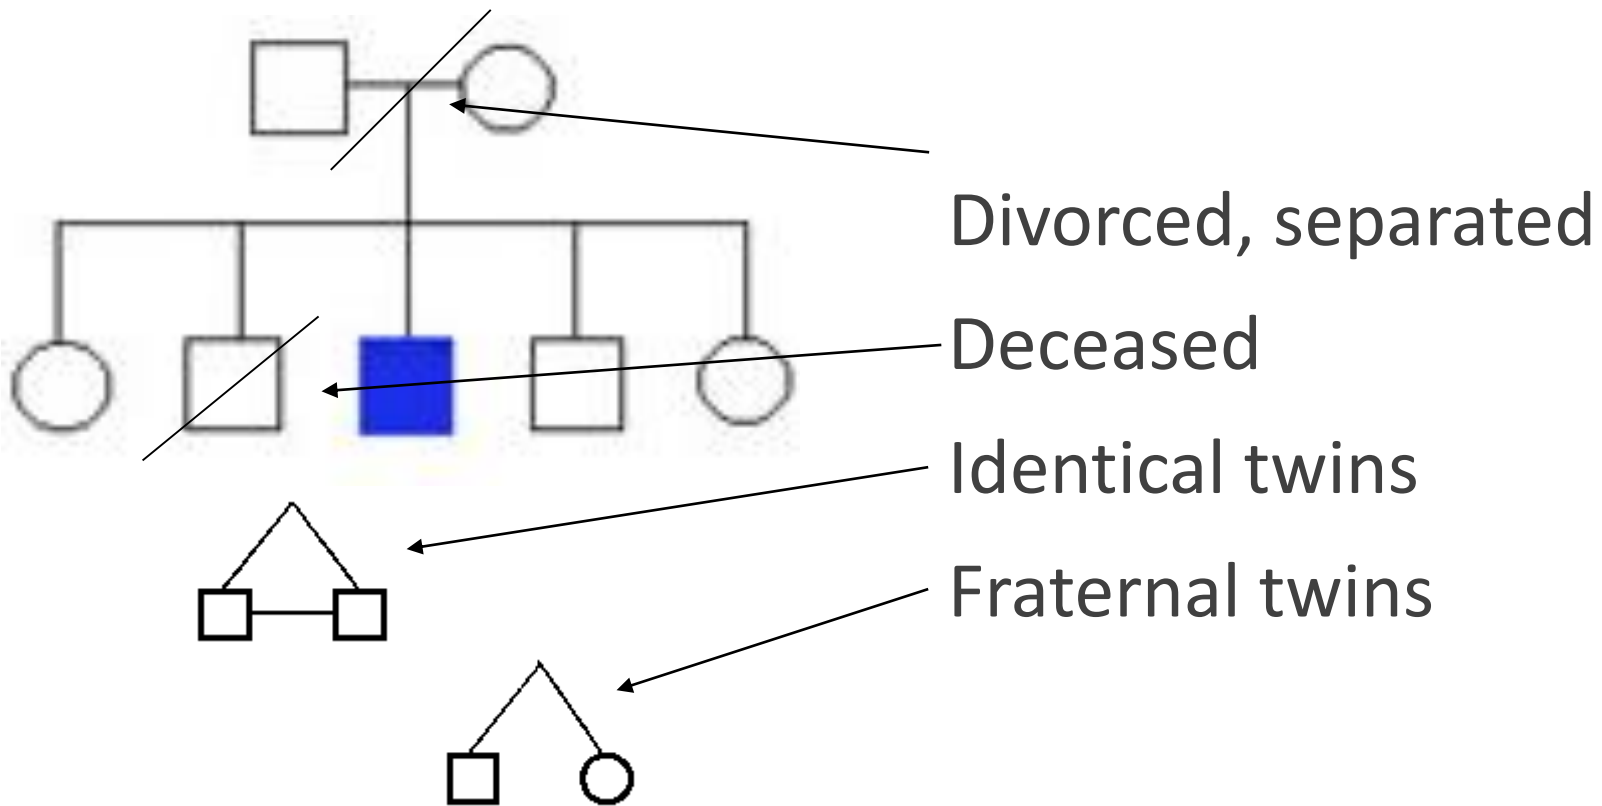 Divorced, separated
Deceased
Identical twins
Fraternal twins